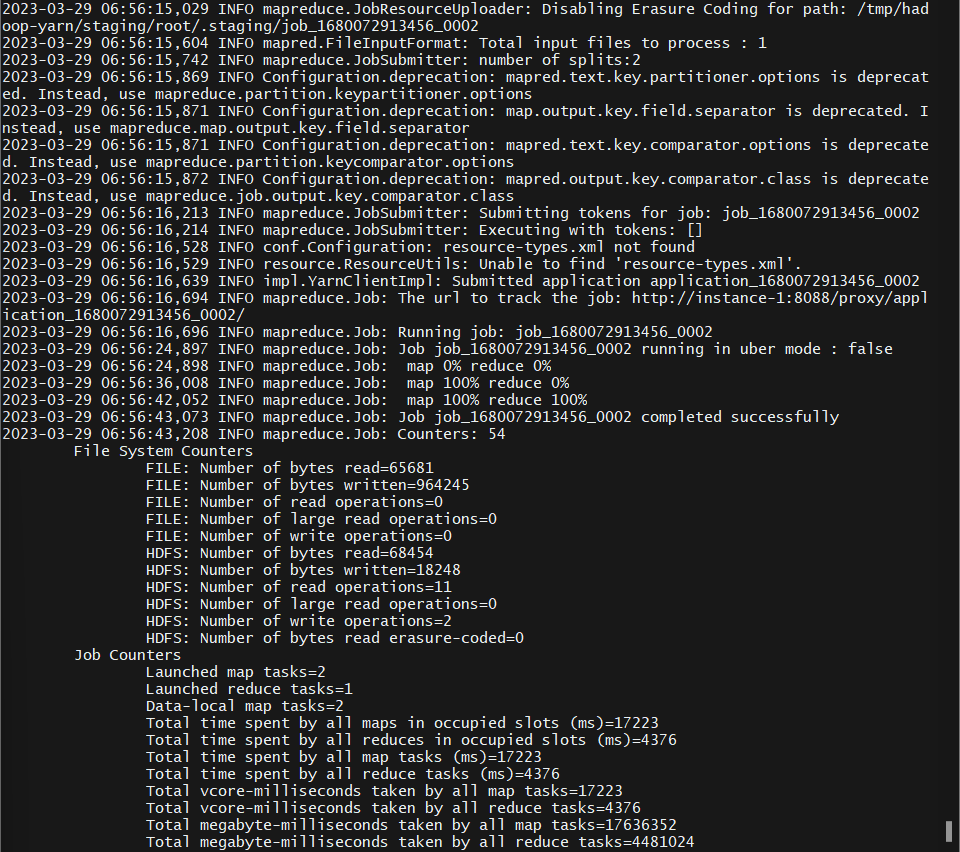 2023-03-29 06:56:15,029 INFO mapreduce.JobResourceUploader: Disabling Erasure Coding for path: /tmp/had
oop-yarn/staging/root/.staging/job_1680072913456_0002
2023-03-29 06:56:15,604 INFO mapred.FileInputFormat: Total input files to process : 1
2023-03-29 06:56:15,742 INFO mapreduce.JobSubmitter: number of splits:2
2023-03-29 06:56:15,869 INFO Configuration.deprecation: mapred.text.key.partitioner.options is deprecat
ed. Instead, use mapreduce.partition.keypartitioner.options
2023-03-29 06:56:15,871 INFO Configuration.deprecation: map.output.key.field.separator is deprecated. I
nstead, use mapreduce.map.output.key.field.separator
2023-03-29 06:56:15,871 INFO Configuration.deprecation: mapred.text.key.comparator.options is deprecate
d. Instead, use mapreduce.partition.keycomparator.options
2023-03-29 06:56:15,872 INFO Configuration.deprecation: mapred.output.key.comparator.class is deprecate
d. Instead, use mapreduce.job.output.key.comparator.class
2023-03-29 06:56:16,213 INFO mapreduce.JobSubmitter: Submitting tokens for job: job_1680072913456_0002
2023-03-29 06:56:16,214 INFO mapreduce.JobSubmitter: Executing with tokens: []
2023-03-29 06:56:16,528 INFO conf.Configuration: resource-types.xml not found
2023-03-29 06:56:16,529 INFO resource.ResourceUtils: Unable to find 'resource-types.xml'.
2023-03-29 06:56:16,639 INFO impl.YarnClientImpl: Submitted application application_1680072913456_0002
2023-03-29 06:56:16,694 INFO mapreduce.Job: The url to track the job: http://instance-1:8088/proxy/appl
ication_1680072913456_0002/
2023-03-29 06:56:16,696 INFO mapreduce.Job: Running job: job_1680072913456_0002
2023-03-29 06:56:24,897 INFO mapreduce.Job: Job job_1680072913456_0002 running in uber mode : false
2023-03-29 06:56:24,898 INFO mapreduce.Job:  map 0% reduce 0%
2023-03-29 06:56:36,008 INFO mapreduce.Job:  map 100% reduce 0%
2023-03-29 06:56:42,052 INFO mapreduce.Job:  map 100% reduce 100%
2023-03-29 06:56:43,073 INFO mapreduce.Job: Job job_1680072913456_0002 completed successfully
2023-03-29 06:56:43,208 INFO mapreduce.Job: Counters: 54
File System Counters
FILE: Number of bytes read=65681
FILE: Number of bytes written=964245
FILE: Number of read operations=0
FILE: Number of large read operations=0
FILE: Number of write operations=0
HDFS: Number of bytes read=68454
HDFS: Number of bytes written=18248
HDFS: Number of read operations=11
HDFS: Number of large read operations=0
HDFS: Number of write operations=2
HDFS: Number of bytes read erasure-coded=0
Job Counters
Launched map tasks=2
Launched reduce tasks=1
Data-local map tasks=2
Total time spent by all maps in occupied slots (ms)=17223
Total time spent by all reduces in occupied slots (ms)=4376
Total time spent by all map tasks (ms)=17223
Total time spent by all reduce tasks (ms)=4376
Total vcore-milliseconds taken by all map tasks=17223
Total vcore-milliseconds taken by all reduce tasks=4376
Total megabyte-milliseconds taken by all map tasks=17636352
Total megabyte-milliseconds taken by all reduce tasks=4481024